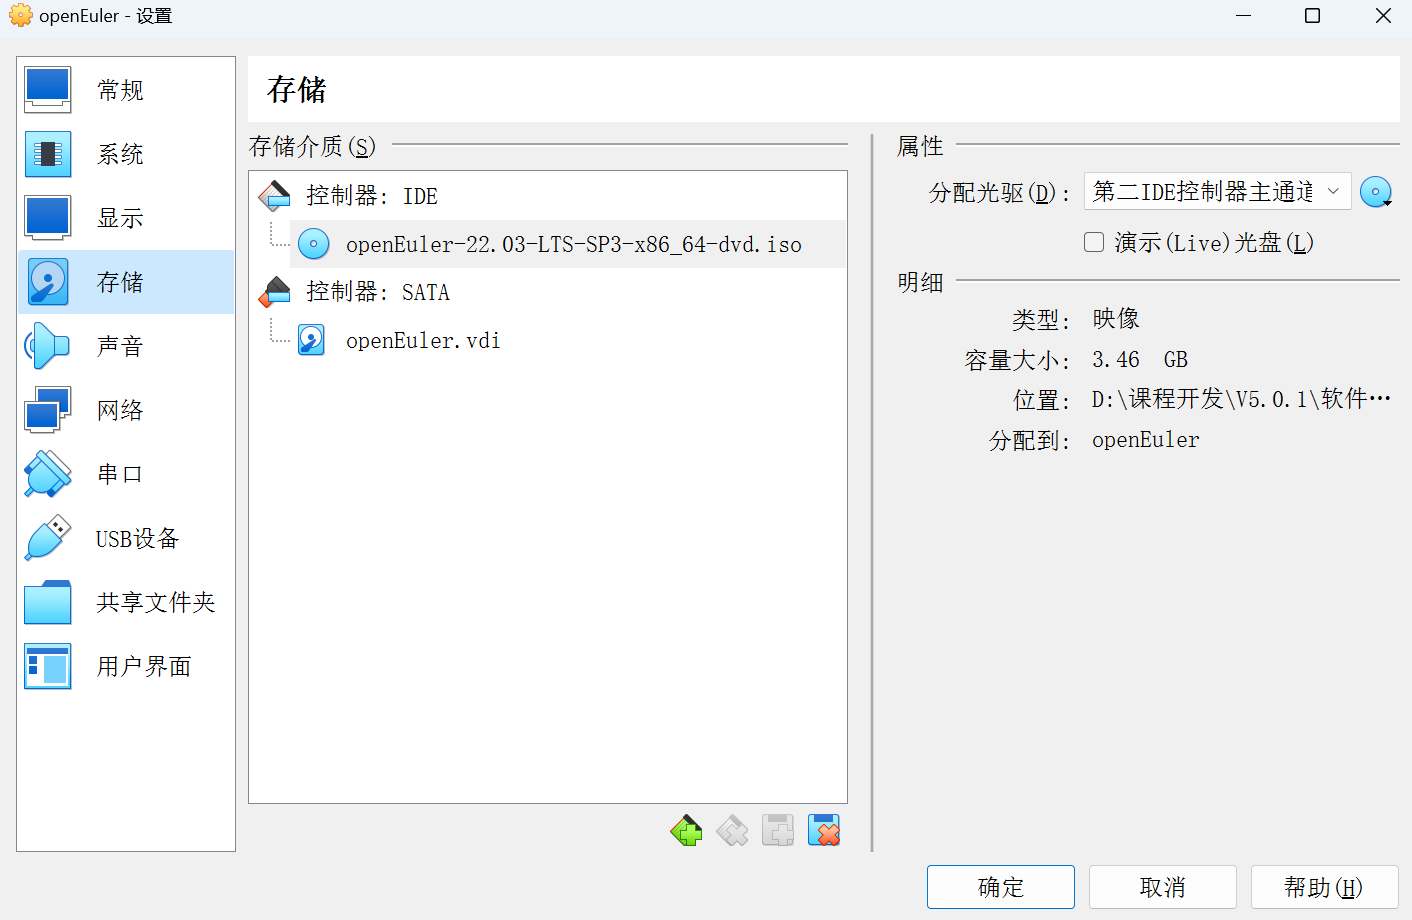 openEuler - 设置
常规
系统
显示
存储
声音
网络
串口
USB设备
共享文件夹
用户界面
存储
存储介质(S)
控制器: IDE
openEuler-22.03-LTS-SP3-x86_64-dvd.iso
控制器: SATA
openEuler.vdi
属性
分配光驱(D): 第二IDE控制器主通道
演示(Live)光盘(L)
明细
类型: 映像
容量大小: 3.46 GB
位置: D:\课程开发\V5.0.1\软件…
分配到: openEuler
确定
取消
帮助(H)